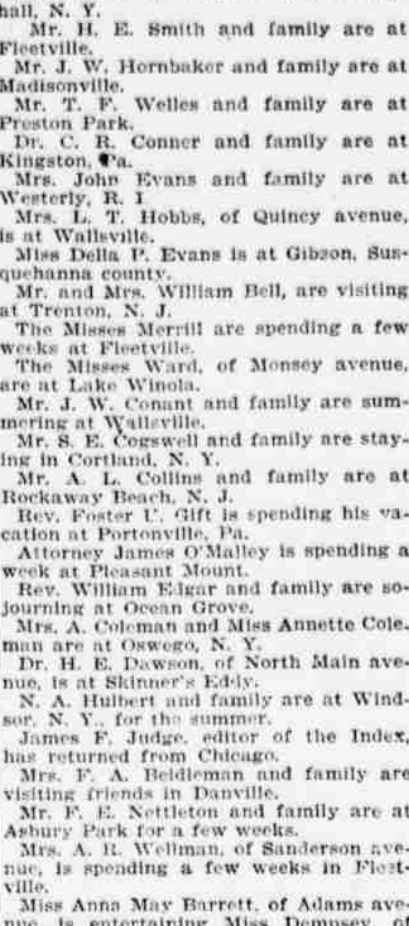 hall, N. Y.
Mr. H. E. Smith and family are at
Fleetville.
Mr. J. W. Hornbaker and family are at
Madisonville.
Mr. T. F. Welles and family are at
Preston Park.
Dr. C. R. Conner and family are at
Kingston, Pa.
Mrs. John Evans and family are at
Westerly, R. I
Mrs. L. T. Hobbs, of Quincy avenue,
is at Wallsville.
Miss Della P. Evans is at Gibson, Sus-
quehanna county.
Mr. and Mrs. William Bell, are visiting
at Trenton, N. J.
The Misses Merrill are spending a few
weeks at Fleetville.
The Misses Ward, of Monsey avenue,
are at Lake Winola.
Mr. J. W. Conant and family are sum-
mering at Wallsville.
Mr. S. E. Cogswell and family are stay-
ing in Cortland, N. Y.
Mr. A. L. Collins and family are at
Rockaway Beach, N. J.
Rev. Foster U. Gift is spending his va-
cation at Portonville, Pa.
Attorney James O'Malley is spending a
week at Pleasant Mount.
Rev. William Edgar and family are so-
journing at Ocean Grove.
Mrs. A. Coleman and Miss Annette Cole-
man are at Oswego, N. Y.
Dr. H. E. Dawson, of North Main ave-
nue, is at Skinner's Eddy.
N. A. Hulbert and family are at Wind-
sor, N. Y., for the summer.
James F. Judge, editor of the Index,
has returned from Chicago.
Mrs. F. A. Beidleman and family are
visiting friends in Danville.
Mr. F. E. Nettleton and family are at
Asbury Park for a few weeks.
Mrs. A. R. Wellman, of Sanderson ave-
nue, is spending a few weeks in Fleet-
ville.
Miss Anna May Barrett, of Adams ave-
nue, is entertaining Miss Dempsey, of